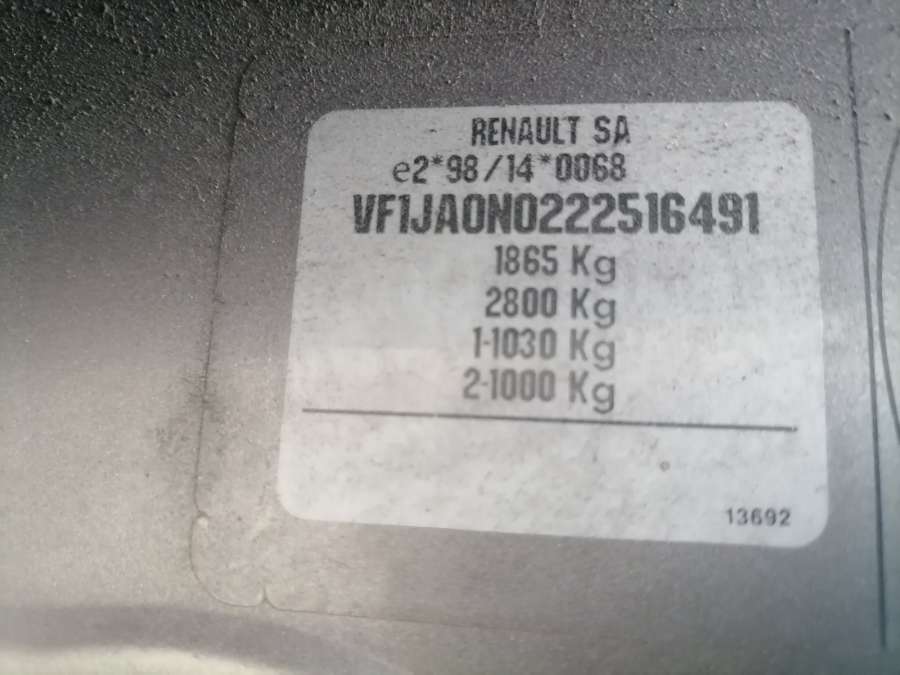 RENAULT SA
e2*98/14*0068
VF1JA0N0222516491
1865 Kg
2800 Kg
1-1030 Kg
2-1000 Kg
13692